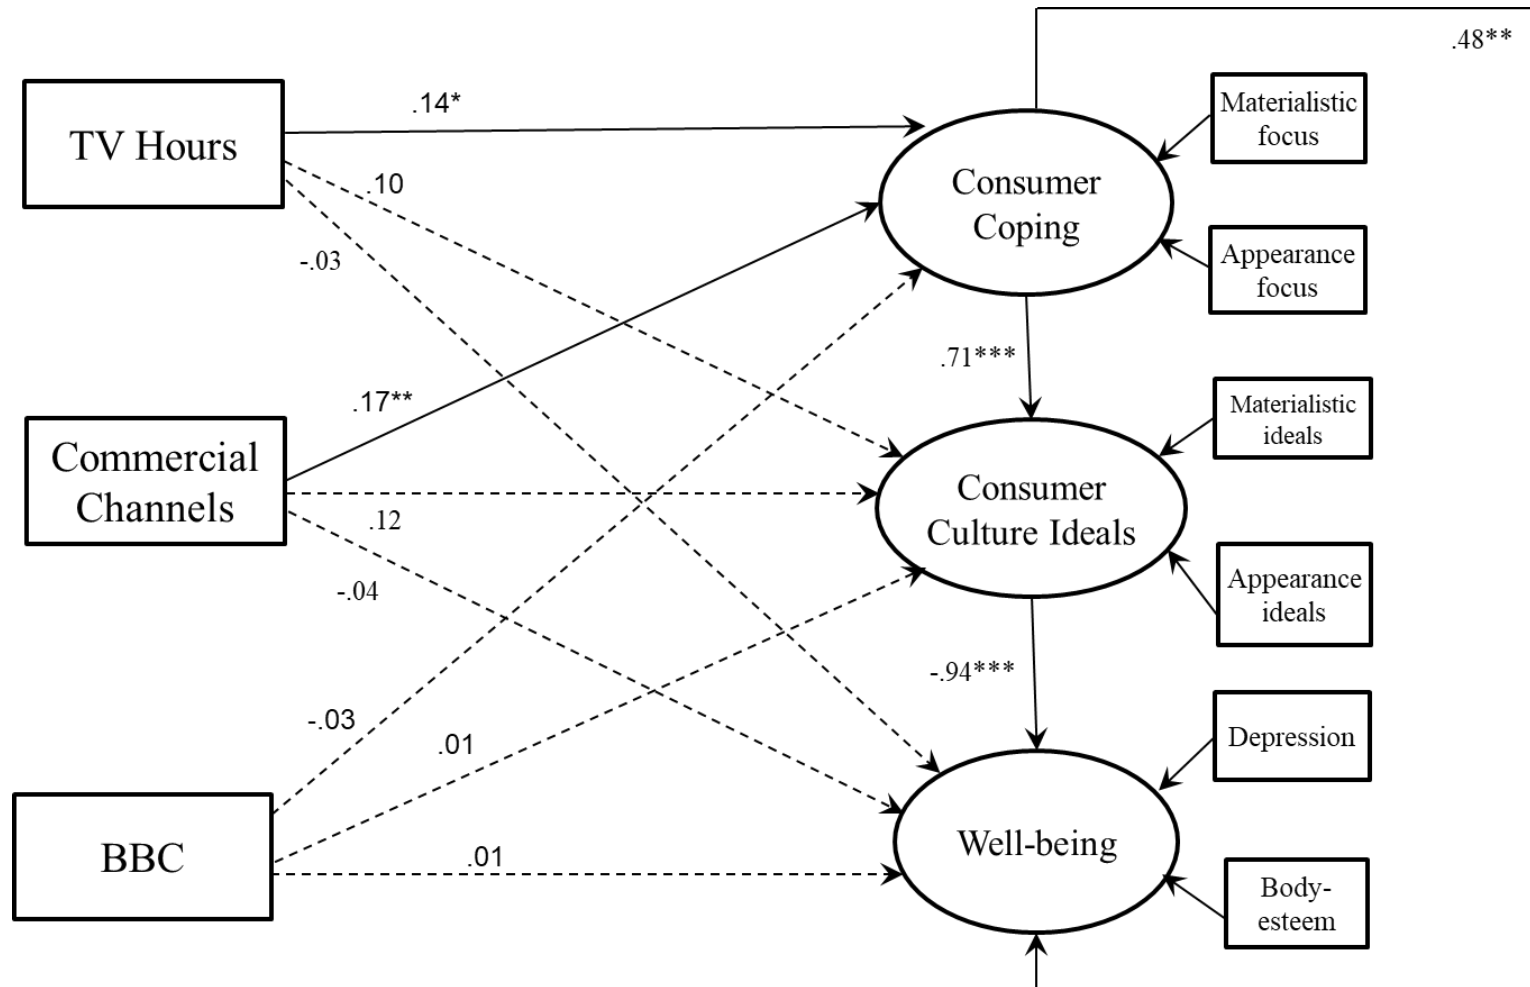 .48**
Materialistic
focus
.14*
TV Hours
Consumer
Coping
.10
-.03
Appearance
focus
.71***
.17**
Materialistic
ideals
Commercial
Channels
Consumer
Culture Ideals
.12
-.04
Appearance
ideals
-.94***
-.03
.01
Depression
BBC
.01
Well-being
Body-
esteem